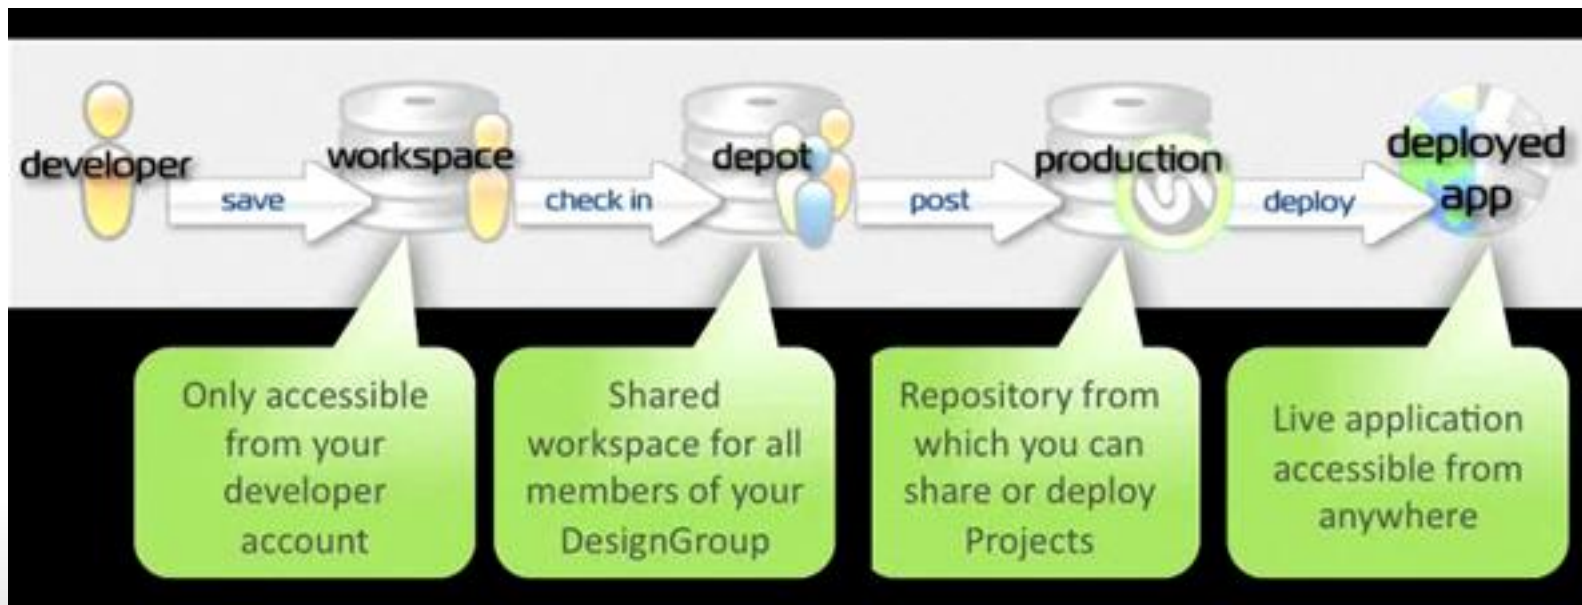 developer
save
workspace
check in
depot
post
production
deploy
deployed
app
Only accessible
from your
developer
account
Shared
workspace for all
members of your
DesignGroup
Repository from
which you can
share or deploy
Projects
Live application
accessible from
anywhere